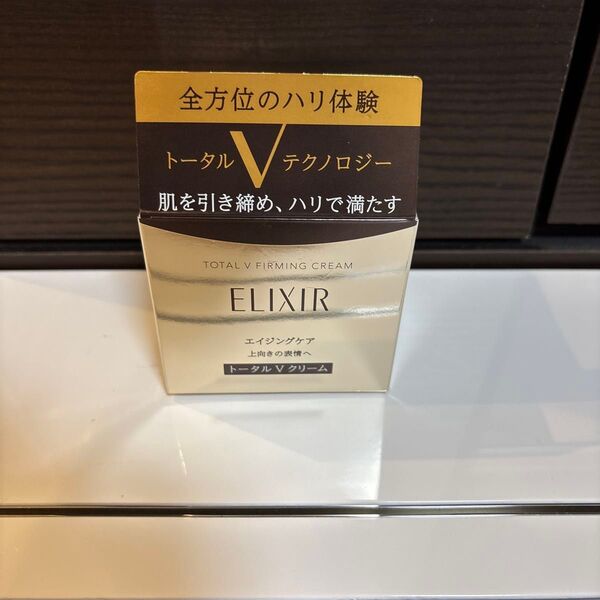 全方位のハリ体験
トータル V テクノロジー
肌を引き締め、ハリで満たす
TOTAL V FIRMING CREAM
ELIXIR
エイジングケア
上向きの表情へ
トータル V クリーム